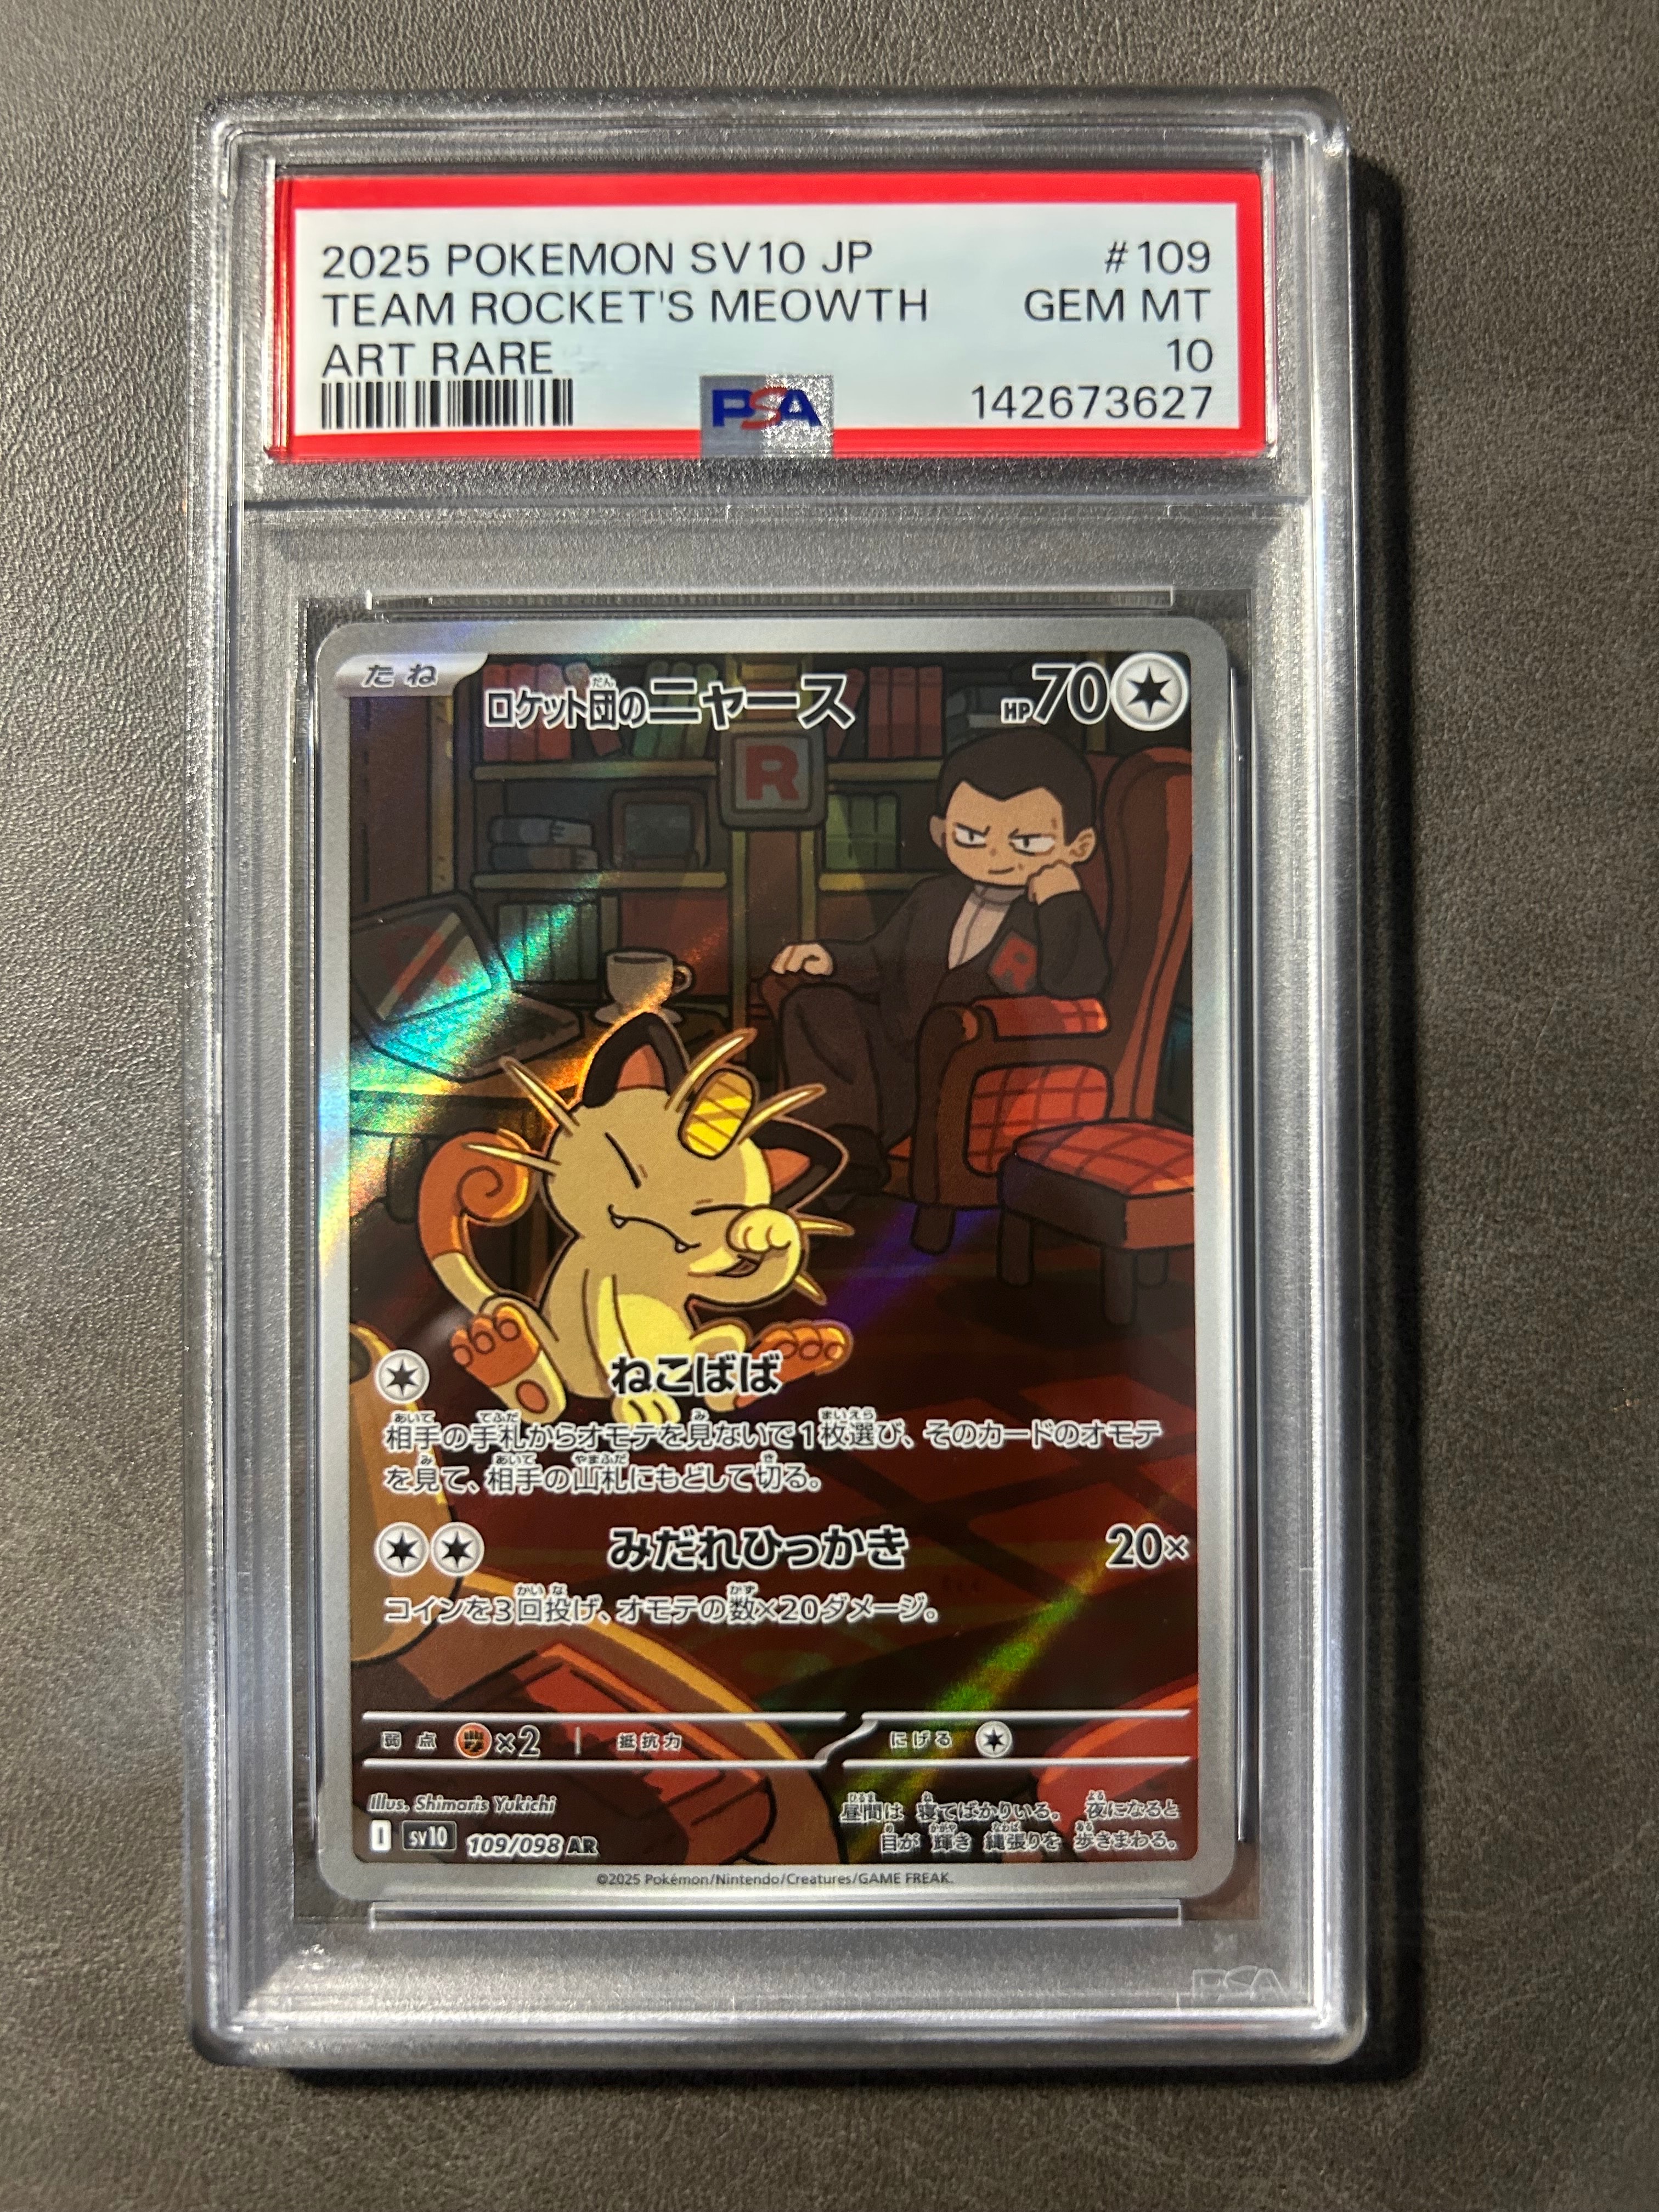 2025 POKEMON SV10 JP #109
TEAM ROCKET'S MEOWTH GEM MT
ART RARE 10
PSA 142673627
たね ロケット団のニャース HP70
だん
R
R
ねこばば
相手の手札からオモテを見ないで1枚選び、そのカードのオモテ
を見て、相手の山札にもどして切る。
みだれひっかき 20×
コインを3回投げ、オモテの数×20ダメージ。
弱点 ×2 抵抗力 にげる
Illus. Shimaris Yukichi
昼間は 寝てばかりいる。 夜になると
目が 輝き 縄張りを 歩きまわる。
I SV10 109/098 AR
©2025 Pokémon/Nintendo/Creatures/GAME FREAK.
PSA